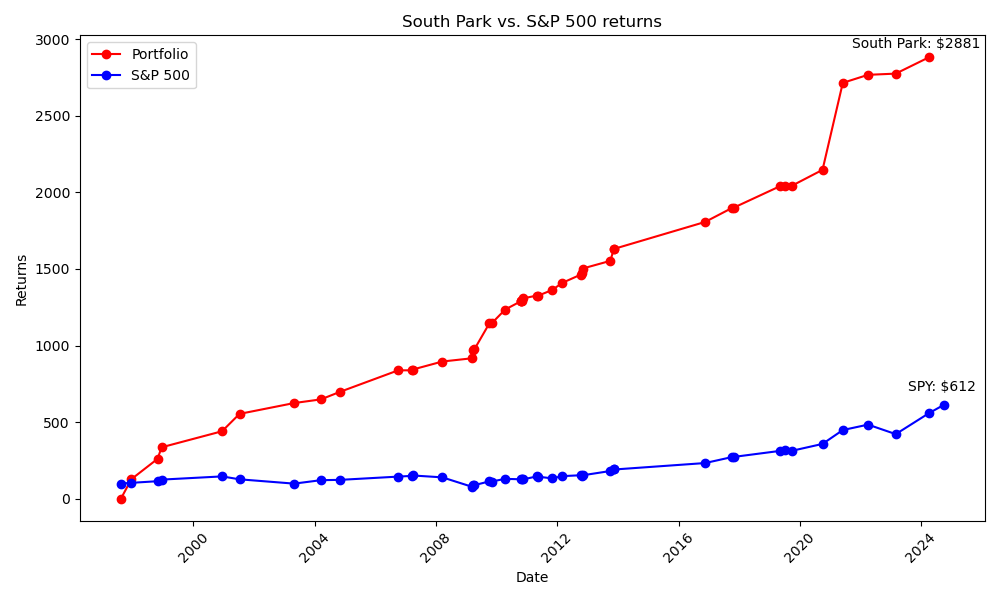 South Park vs. S&P 500 returns
Portfolio
S&P 500
South Park: $2881
SPY: $612
Returns
3000
2500
2000
1500
1000
500
0
2000
2004
2008
2012
2016
2020
2024
Date